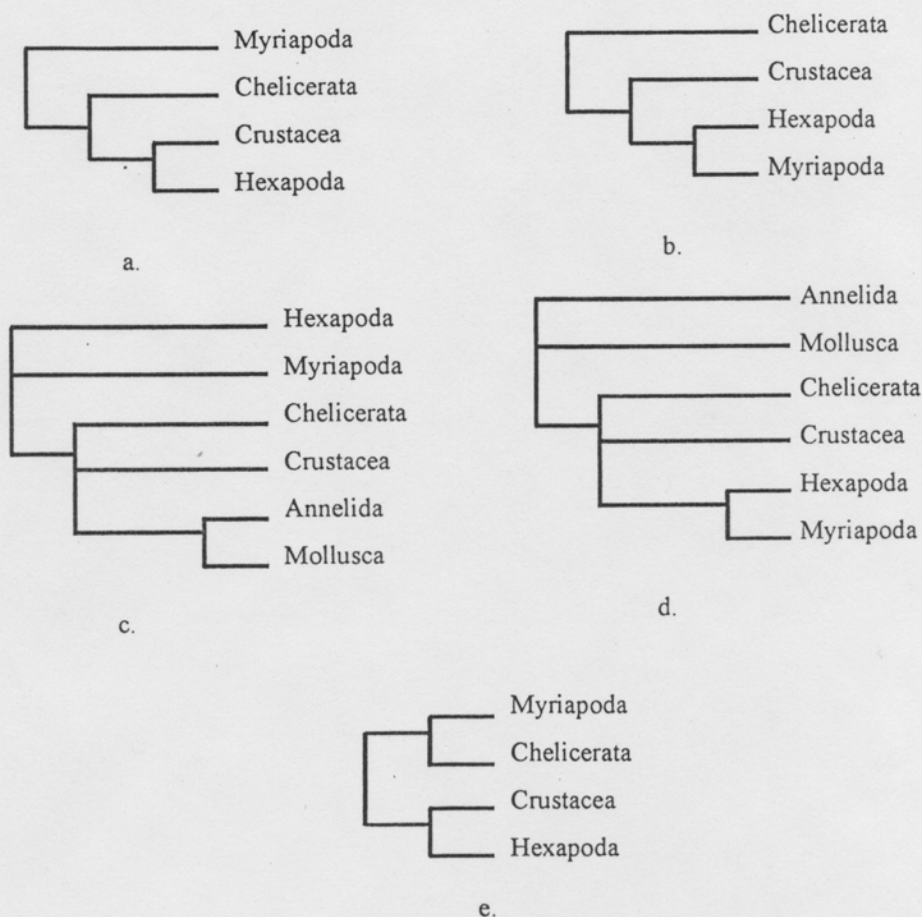 Myriapoda
Chelicerata
Crustacea
Hexapoda
a.
Chelicerata
Crustacea
Hexapoda
Myriapoda
b.
Hexapoda
Myriapoda
Chelicerata
Crustacea
Annelida
Mollusca
c.
Annelida
Mollusca
Chelicerata
Crustacea
Hexapoda
Myriapoda
d.
Myriapoda
Chelicerata
Crustacea
Hexapoda
e.